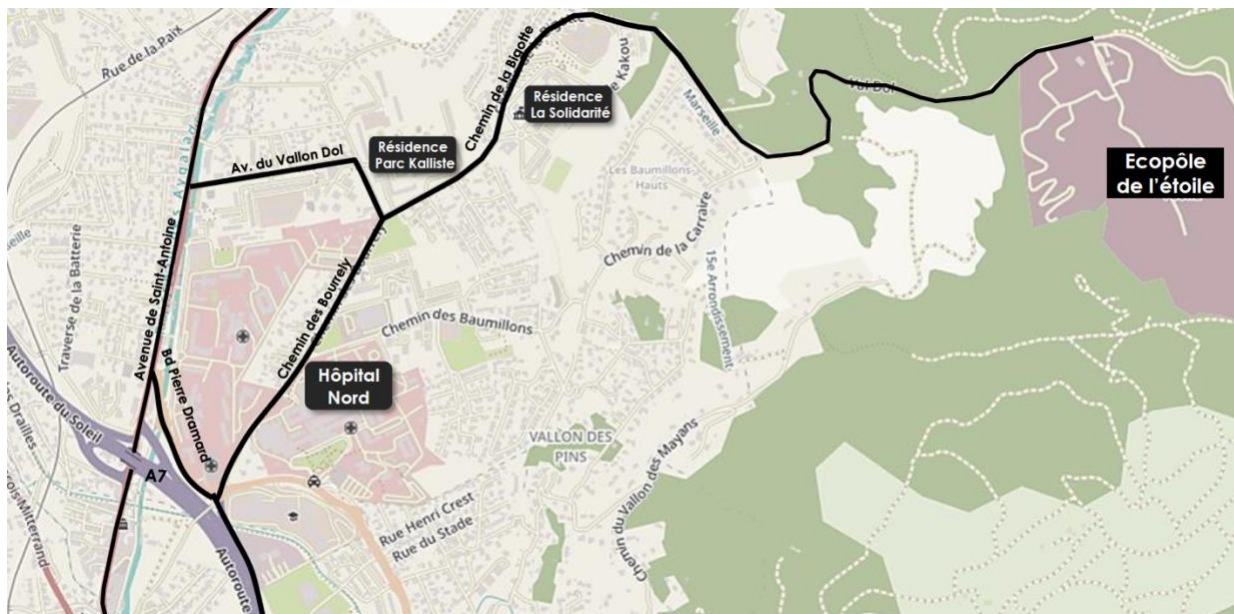 Rue de la Paix
Avenue de Saint-Antoine
Av. du Vallon Dol
Résidence
Parc Kalliste
Chemin de la Bigotte
Résidence
La Solidarité
Kakou
Marseille
Val Dol
Ecopôle
de l'étoile
Les Baumillons
Hauts
Chemin de la Carraire
15e Arrondissement
Traverse de la Batterie
Chemin des Bourrely
Chemin des Baumillons
Hôpital
Nord
Autoroute du Soleil
Bd Pierre Dramard
A7
VALLON DES
PINS
Rue Henri Crest
Rue du Stade
Chemin du Vallon des Mayans
Drailles
Mitterrand
Autoroute